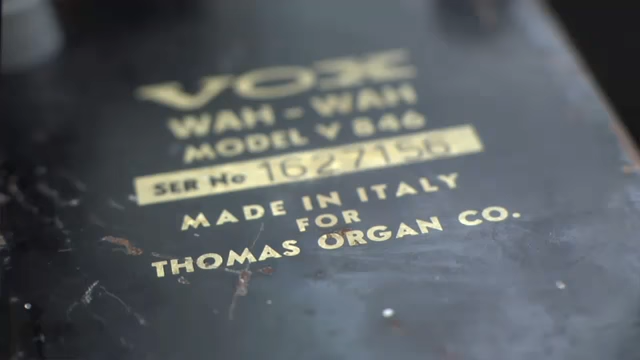 VOX
WAH - WAH
MODEL V 846
SER No 1627156
MADE IN ITALY
FOR
THOMAS ORGAN CO.